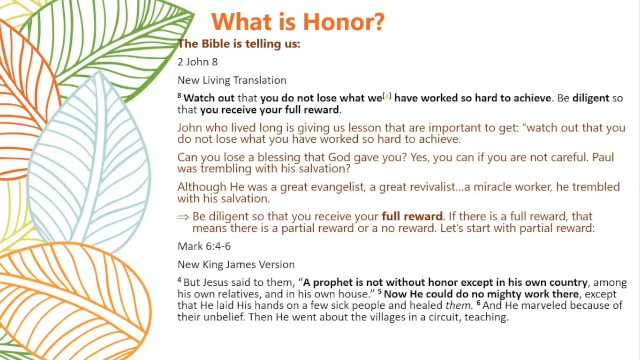 What is Honor?
The Bible is telling us:
2 John 8
New Living Translation
8 Watch out that you do not lose what we[a] have worked so hard to achieve. Be diligent so
that you receive your full reward.
John who lived long is giving us lesson that are important to get: “watch out that you
do not lose what you have worked so hard to achieve.
Can you lose a blessing that God gave you? Yes, you can if you are not careful. Paul
was trembling with his salvation?
Although He was a great evangelist, a great revivalist…a miracle worker, he trembled
with his salvation.
⇒ Be diligent so that you receive your full reward. If there is a full reward, that
means there is a partial reward or a no reward. Let’s start with partial reward:
Mark 6:4-6
New King James Version
4 But Jesus said to them, “A prophet is not without honor except in his own country, among
his own relatives, and in his own house.” 5 Now He could do no mighty work there, except
that He laid His hands on a few sick people and healed them. 6 And He marveled because of
their unbelief. Then He went about the villages in a circuit, teaching.